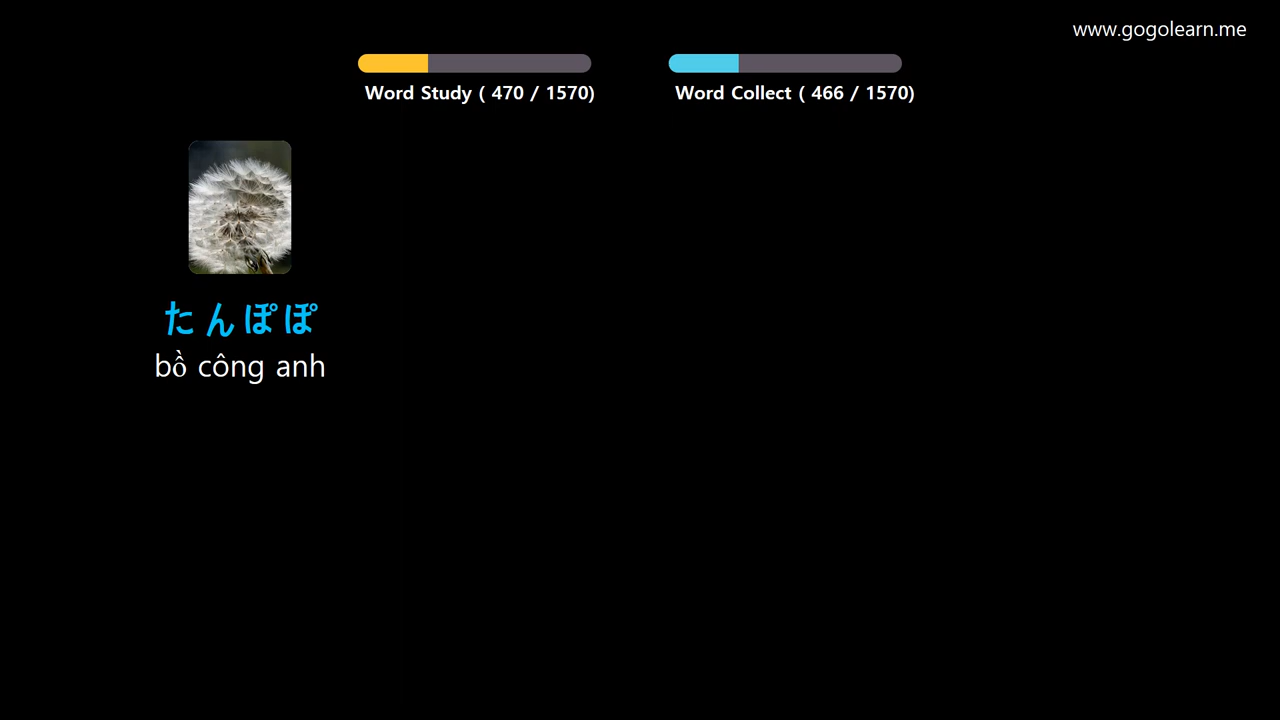 www.gogolearn.me
Word Study ( 470 / 1570)
Word Collect ( 466 / 1570)
たんぽぽ
bồ công anh